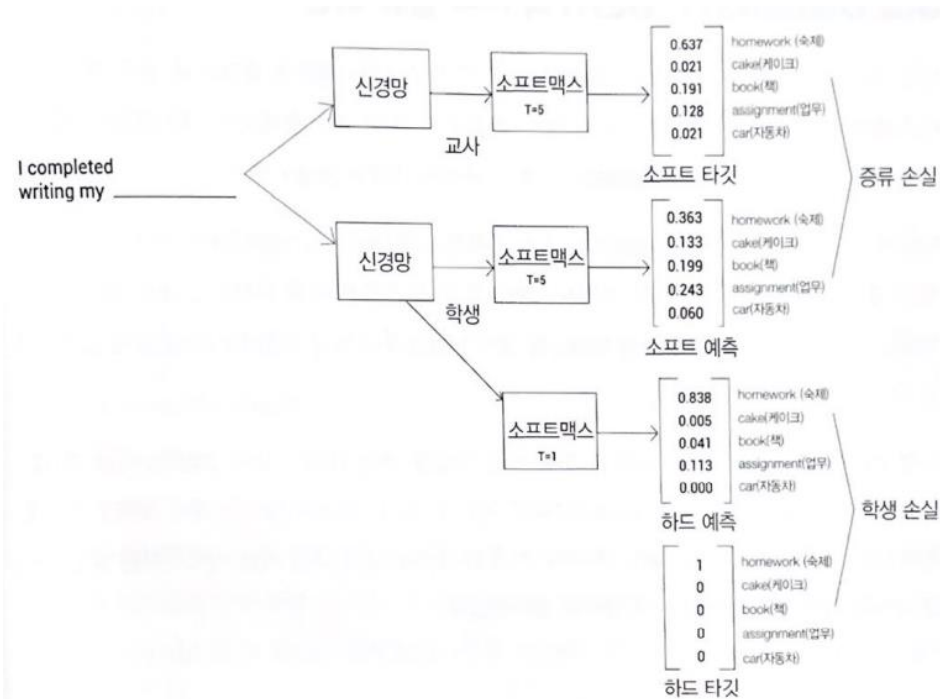 I completed
writing my
신경망
소프트맥스
T=5
교사
0.637 homework (숙제)
0.021 cake(케이크)
0.191 book(책)
0.128 assignment(업무)
0.021 car(자동차)
소프트 타깃
신경망
소프트맥스
T=5
학생
0.363 homework (숙제)
0.133 cake(케이크)
0.199 book(책)
0.243 assignment(업무)
0.060 car(자동차)
소프트 예측
증류 손실
소프트맥스
T=1
0.838 homework (숙제)
0.005 cake(케이크)
0.041 book(책)
0.113 assignment(업무)
0.000 car(자동차)
하드 예측
1 homework (숙제)
0 cake(케이크)
0 book(책)
0 assignment(업무)
0 car(자동차)
하드 타깃
학생 손실